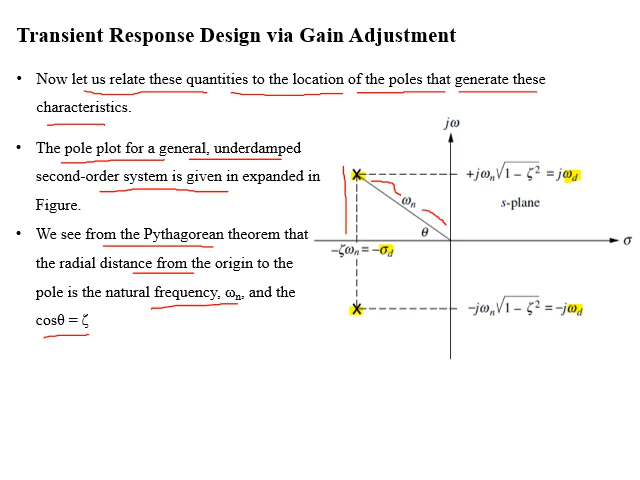 Transient Response Design via Gain Adjustment
• Now let us relate these quantities to the location of the poles that generate these
characteristics.
• The pole plot for a general, underdamped
second-order system is given in expanded in
Figure.
• We see from the Pythagorean theorem that
the radial distance from the origin to the
pole is the natural frequency, ωn, and the
cosθ = ζ
jω
+jωn√1 − ζ² = jωd
s-plane
ωn
θ
σ
−ζωn = −σd
−jωn√1 − ζ² = −jωd